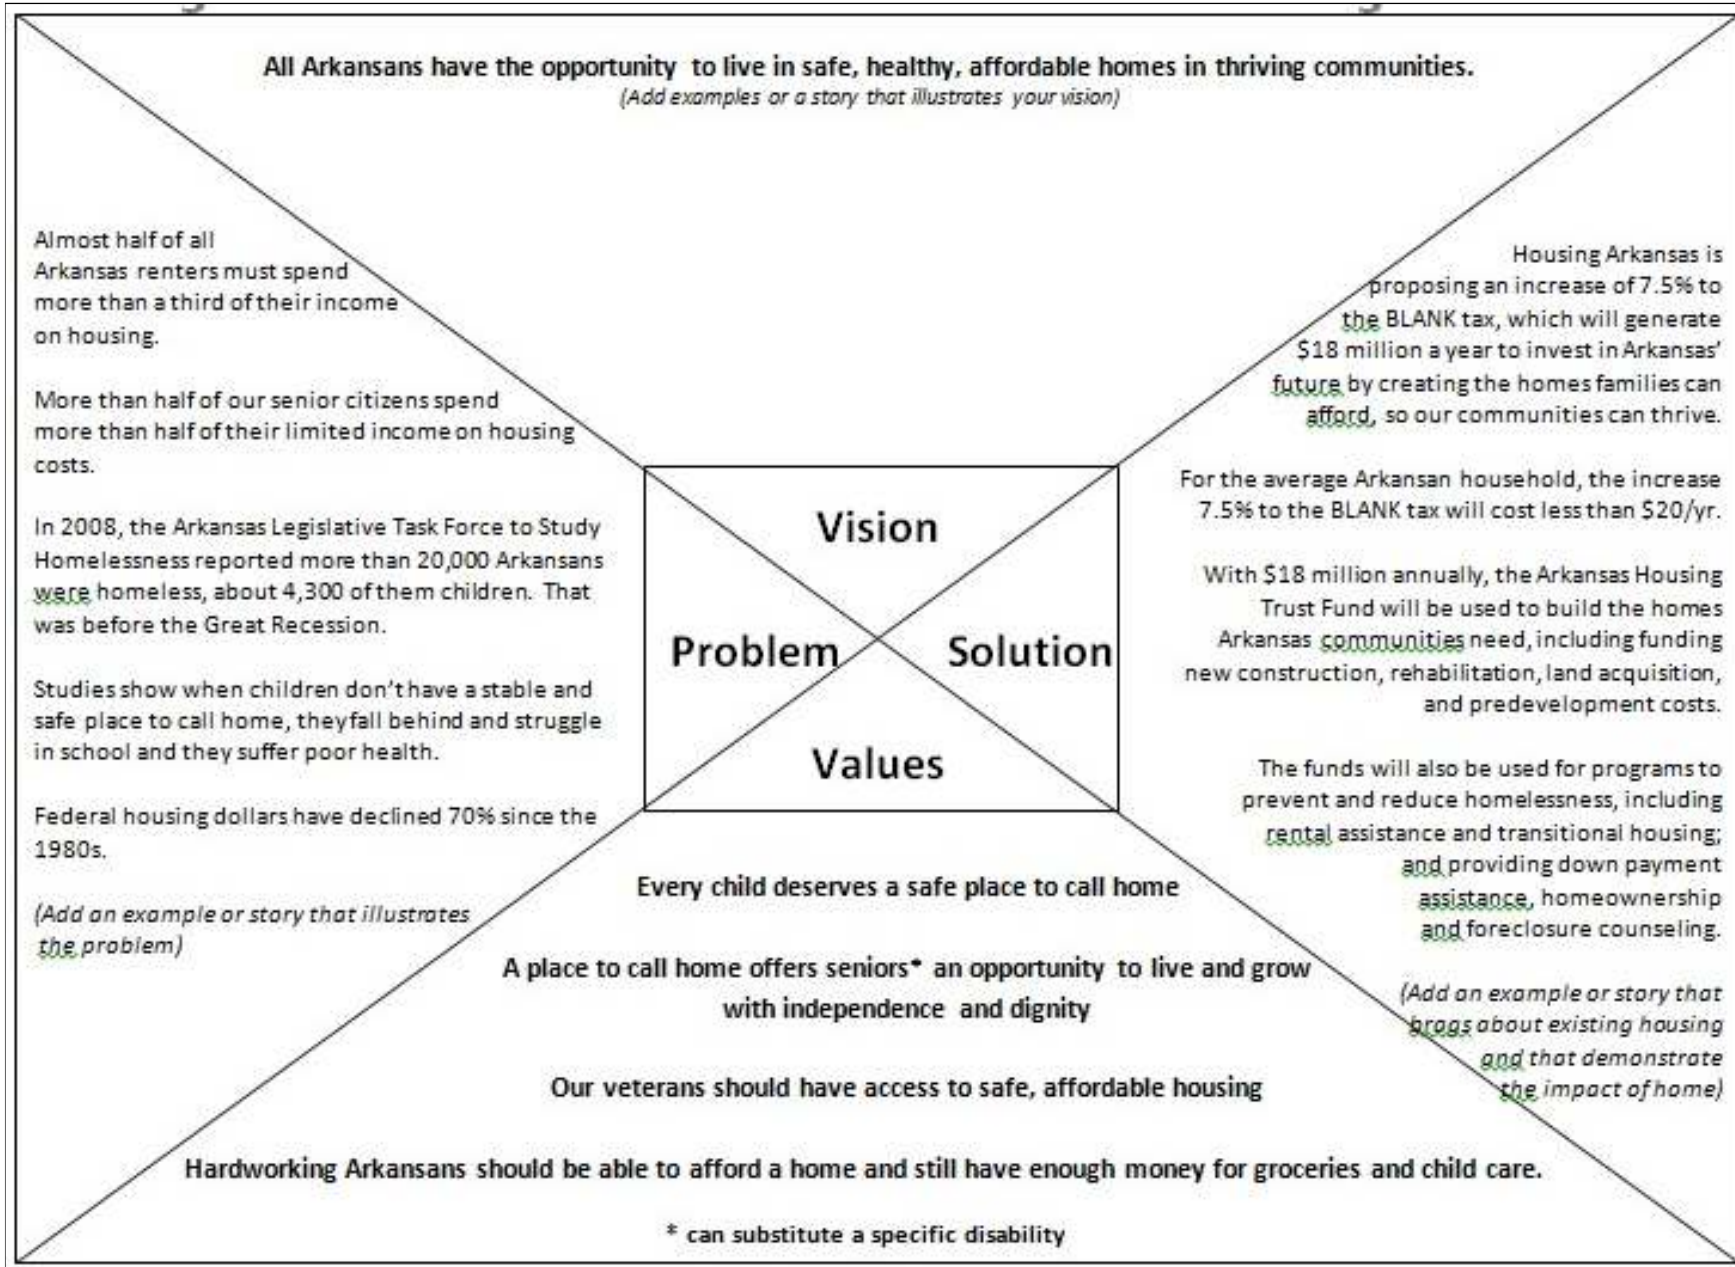 All Arkansans have the opportunity to live in safe, healthy, affordable homes in thriving communities.
(Add examples or a story that illustrates your vision)
Almost half of all
Arkansas renters must spend
more than a third of their income
on housing.
More than half of our senior citizens spend
more than half of their limited income on housing
costs.
In 2008, the Arkansas Legislative Task Force to Study
Homelessness reported more than 20,000 Arkansans
were homeless, about 4,300 of them children. That
was before the Great Recession.
Studies show when children don't have a stable and
safe place to call home, they fall behind and struggle
in school and they suffer poor health.
Federal housing dollars have declined 70% since the
1980s.
(Add an example or story that illustrates
the problem)
Vision
Problem
Solution
Values
Housing Arkansas is
proposing an increase of 7.5% to
the BLANK tax, which will generate
$18 million a year to invest in Arkansas'
future by creating the homes families can
afford, so our communities can thrive.
For the average Arkansan household, the increase
7.5% to the BLANK tax will cost less than $20/yr.
With $18 million annually, the Arkansas Housing
Trust Fund will be used to build the homes
Arkansas communities need, including funding
new construction, rehabilitation, land acquisition,
and predevelopment costs.
The funds will also be used for programs to
prevent and reduce homelessness, including
rental assistance and transitional housing;
and providing down payment
assistance, homeownership
and foreclosure counseling.
(Add an example or story that
brags about existing housing
and that demonstrate
the impact of home)
Every child deserves a safe place to call home
A place to call home offers seniors* an opportunity to live and grow
with independence and dignity
Our veterans should have access to safe, affordable housing
Hardworking Arkansans should be able to afford a home and still have enough money for groceries and child care.
* can substitute a specific disability